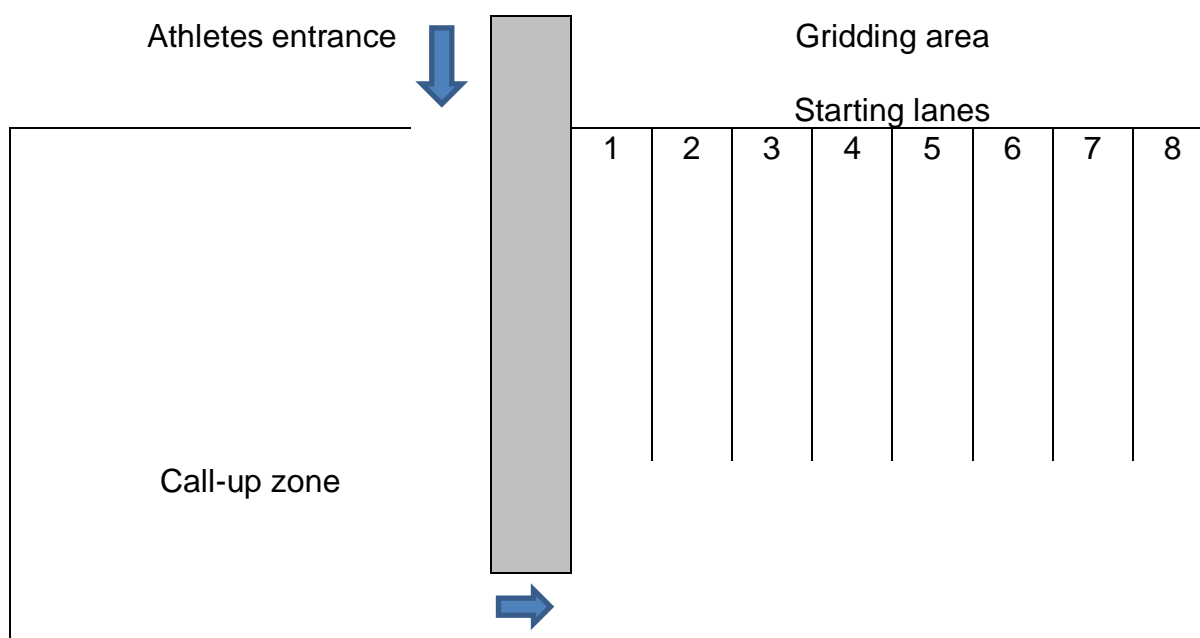 Athletes entrance
Gridding area
Starting lanes
1 2 3 4 5 6 7 8
Call-up zone